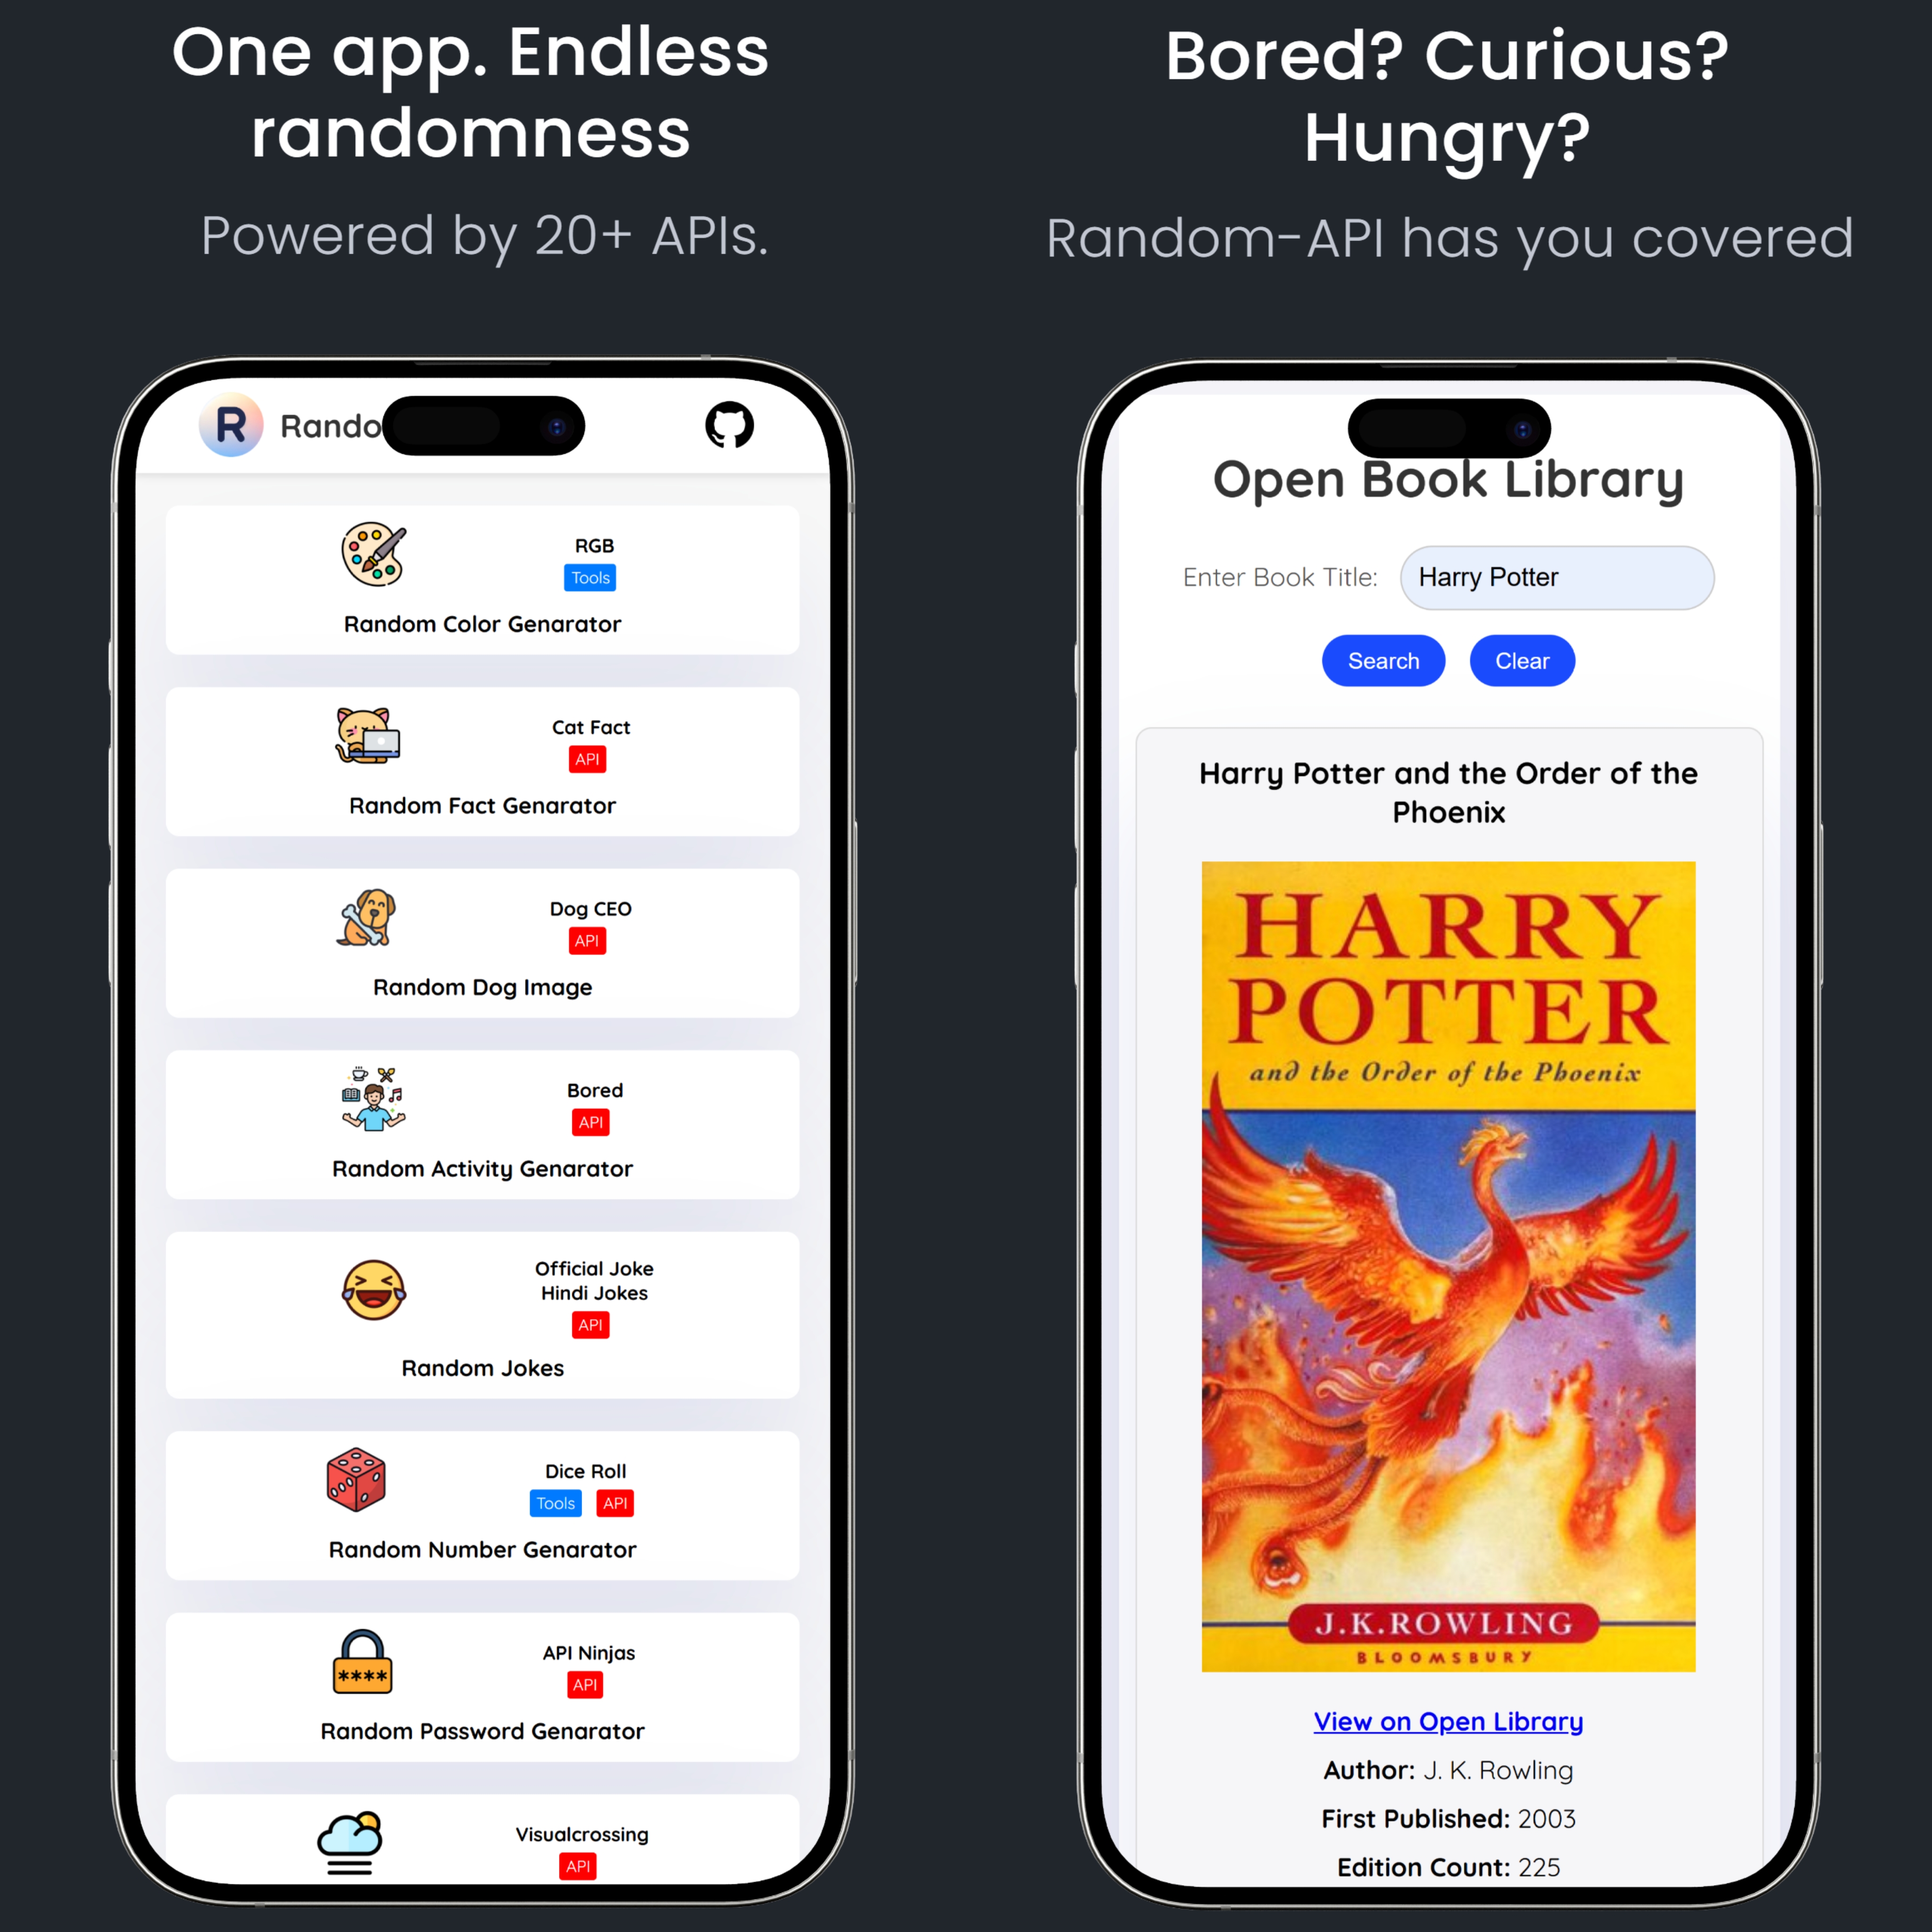 One app. Endless
randomness
Powered by 20+ APIs.
R
Rando
RGB
Tools
Random Color Genarator
Cat Fact
API
Random Fact Genarator
Dog CEO
API
Random Dog Image
Bored
API
Random Activity Genarator
Official Joke
Hindi Jokes
API
Random Jokes
Dice Roll
Tools API
Random Number Genarator
****
API Ninjas
API
Random Password Genarator
Visualcrossing
API
Bored? Curious?
Hungry?
Random-API has you covered
Open Book Library
Enter Book Title: Harry Potter
Search Clear
Harry Potter and the Order of the
Phoenix
HARRY
POTTER
and the Order of the Phoenix
J.K.ROWLING
BLOOMSBURY
View on Open Library
Author: J. K. Rowling
First Published: 2003
Edition Count: 225